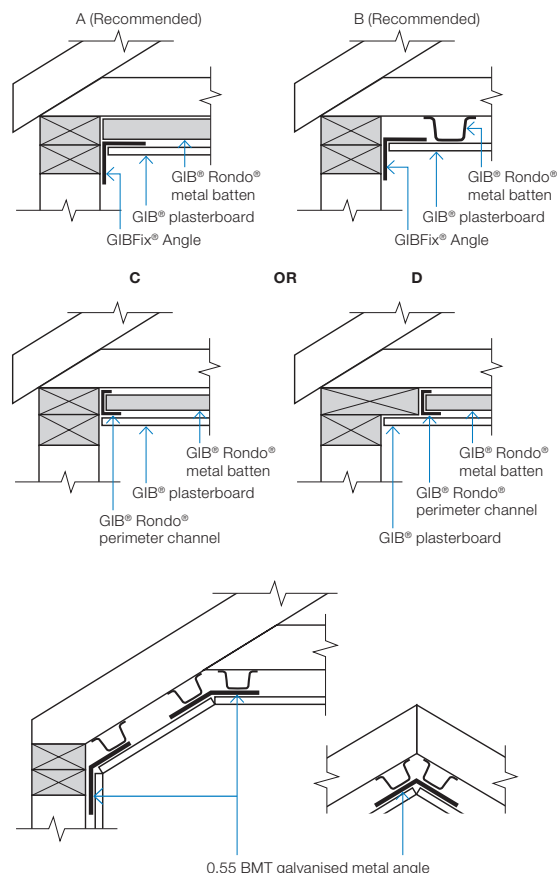 A (Recommended)
B (Recommended)
GIB® Rondo®
metal batten
GIB® plasterboard
GIBFix® Angle
GIB® Rondo®
metal batten
GIB® plasterboard
GIBFix® Angle
C
OR
D
GIB® Rondo®
metal batten
GIB® plasterboard
GIB® Rondo®
perimeter channel
GIB® Rondo®
metal batten
GIB® Rondo®
perimeter channel
GIB® plasterboard
0.55 BMT galvanised metal angle